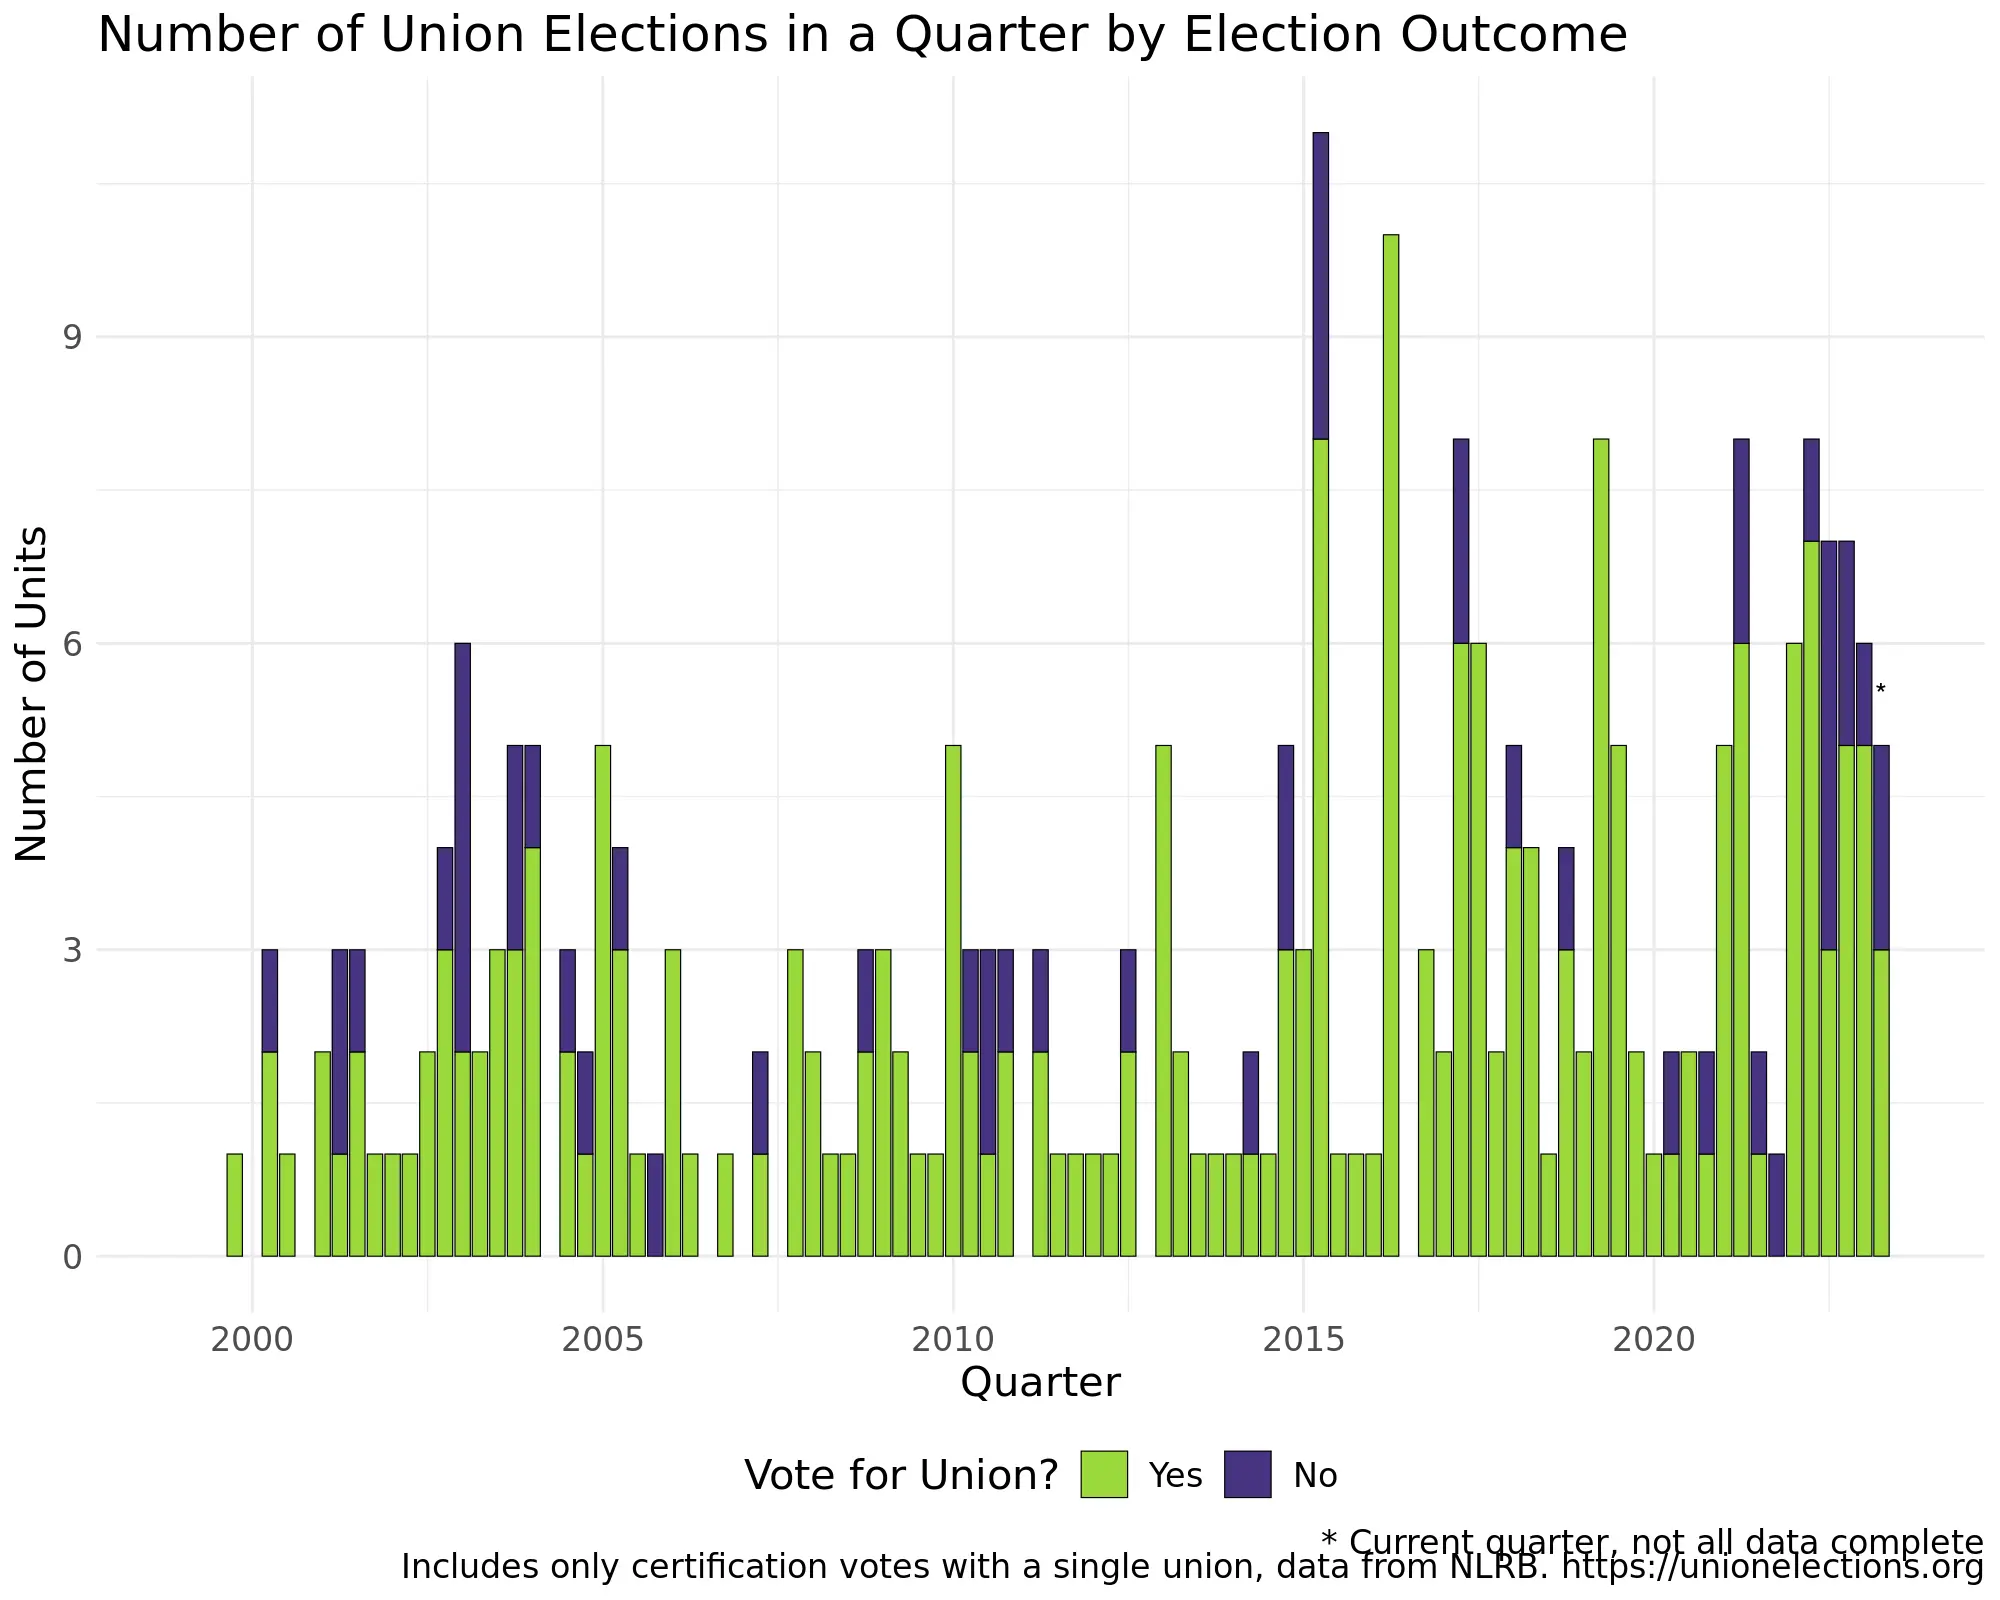 Number of Union Elections in a Quarter by Election Outcome
Number of Units
9
6
3
0
*
2000 2005 2010 2015 2020
Quarter
Vote for Union? Yes No
* Current quarter, not all data complete
Includes only certification votes with a single union, data from NLRB. https://unionelections.org